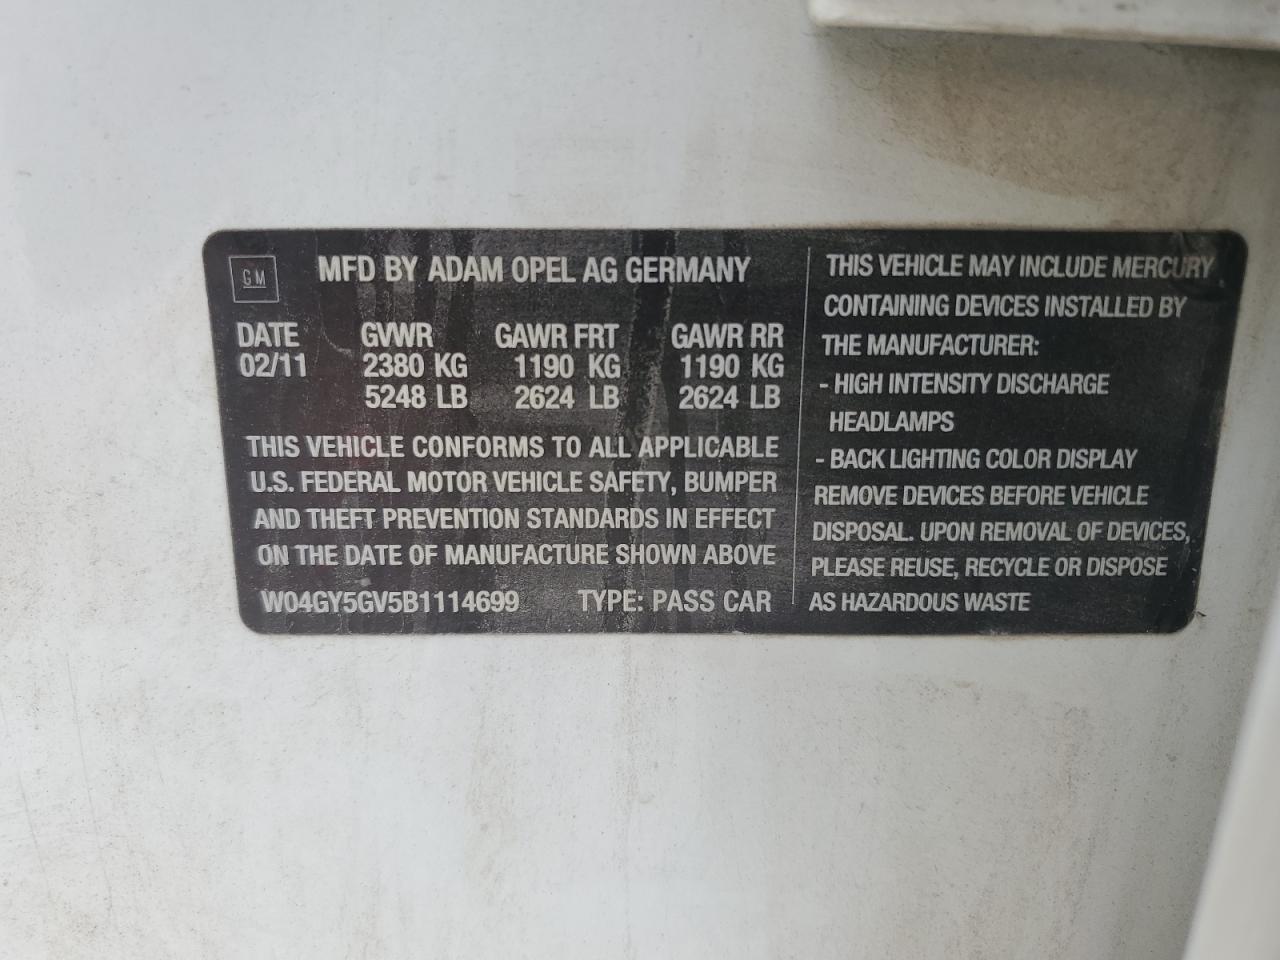 GM
MFD BY ADAM OPEL AG GERMANY
DATE GVWR GAWR FRT GAWR RR
02/11 2380 KG 1190 KG 1190 KG
5248 LB 2624 LB 2624 LB
THIS VEHICLE CONFORMS TO ALL APPLICABLE
U.S. FEDERAL MOTOR VEHICLE SAFETY, BUMPER
AND THEFT PREVENTION STANDARDS IN EFFECT
ON THE DATE OF MANUFACTURE SHOWN ABOVE
W04GY5GV5B1114699 TYPE: PASS CAR
THIS VEHICLE MAY INCLUDE MERCURY
CONTAINING DEVICES INSTALLED BY
THE MANUFACTURER:
- HIGH INTENSITY DISCHARGE
HEADLAMPS
- BACK LIGHTING COLOR DISPLAY
REMOVE DEVICES BEFORE VEHICLE
DISPOSAL. UPON REMOVAL OF DEVICES,
PLEASE REUSE, RECYCLE OR DISPOSE
AS HAZARDOUS WASTE